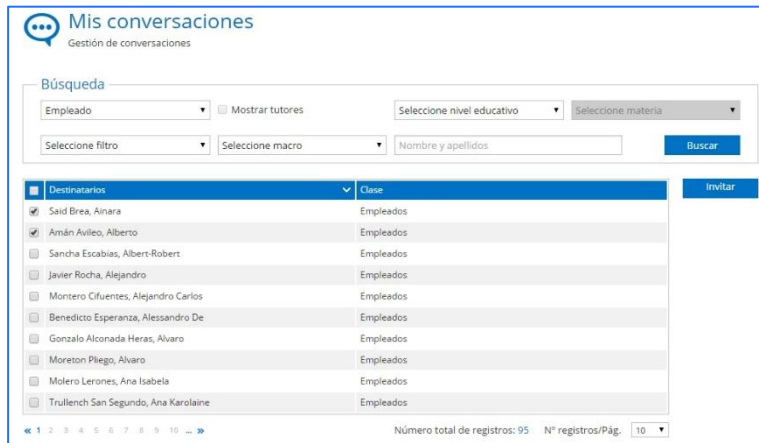 Mis conversaciones
Gestión de conversaciones
Búsqueda
Empleado Mostrar tutores Seleccione nivel educativo Seleccione materia
Seleccione filtro Seleccione macro Nombre y apellidos Buscar
Destinatarios Clase Invitar
Said Brea, Ainara Empleados
Amán Avileo, Alberto Empleados
Sancha Escabias, Albert-Robert Empleados
Javier Rocha, Alejandro Empleados
Montero Cifuentes, Alejandro Carlos Empleados
Benedicto Esperanza, Alessandro De Empleados
Gonzalo Alconada Heras, Alvaro Empleados
Moreton Pliego, Alvaro Empleados
Molero Lerones, Ana Isabela Empleados
Trullench San Segundo, Ana Karolaine Empleados
« 1 2 3 4 5 6 7 8 9 10 ... » Número total de registros: 95 Nº registros/Pág. 10